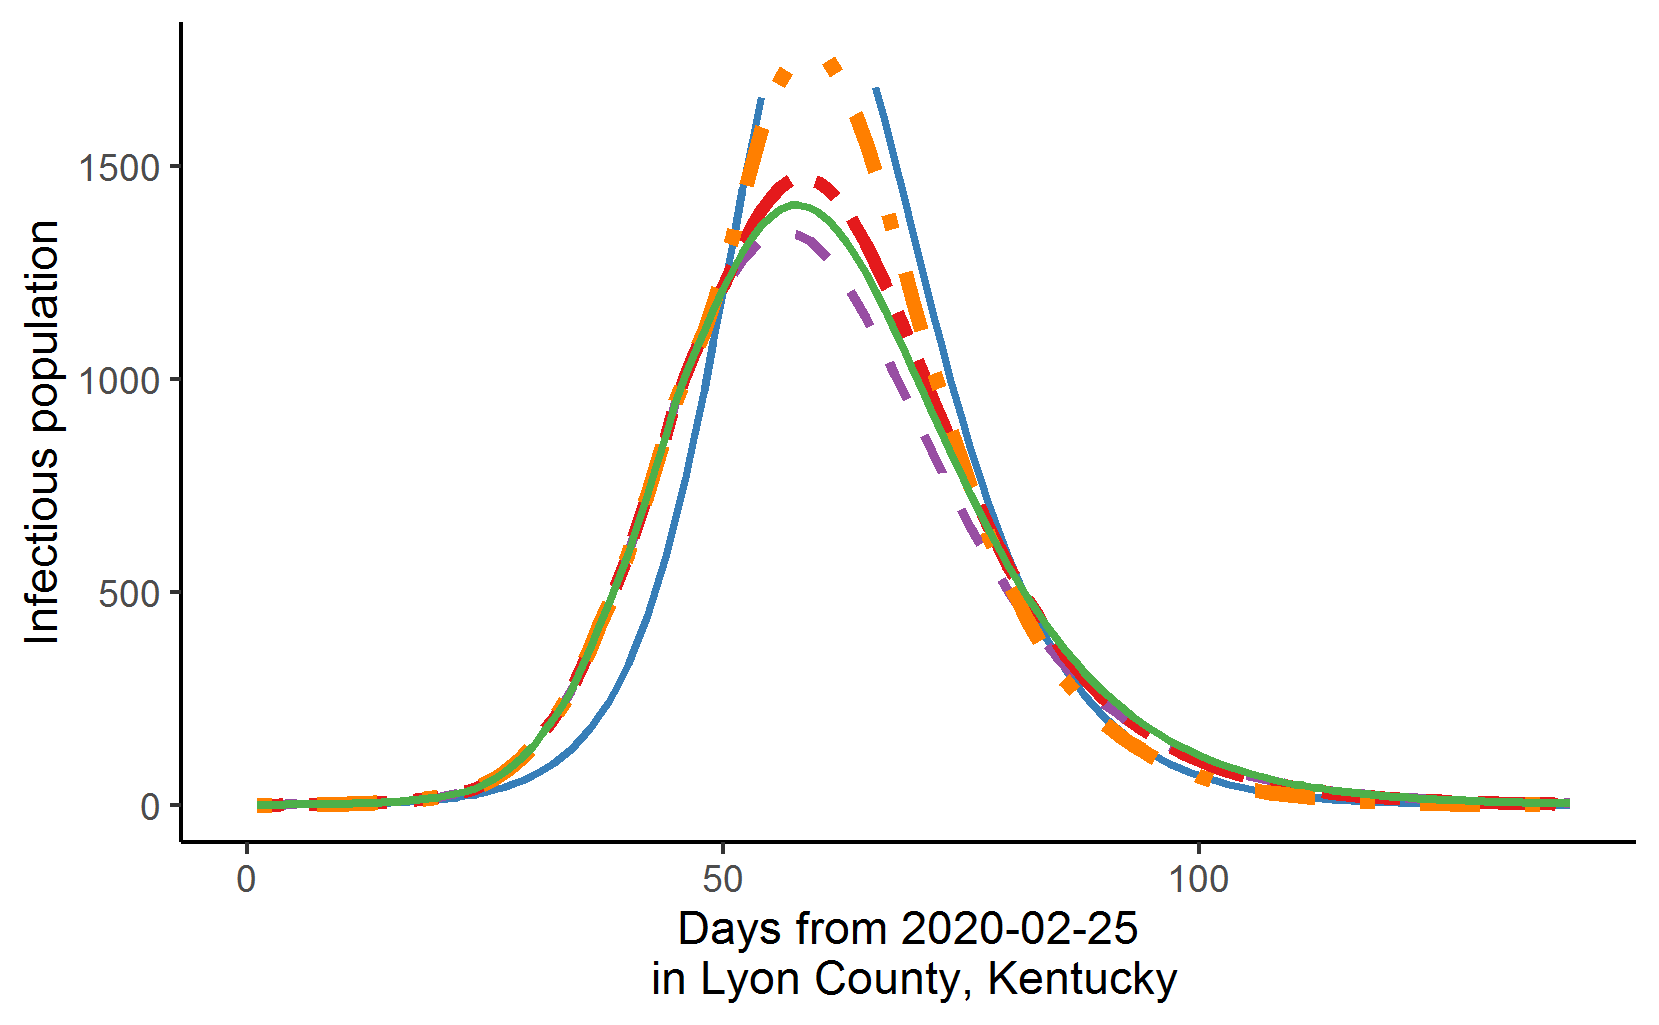 Infectious population
1500
1000
500
0
0 50 100
Days from 2020-02-25
in Lyon County, Kentucky